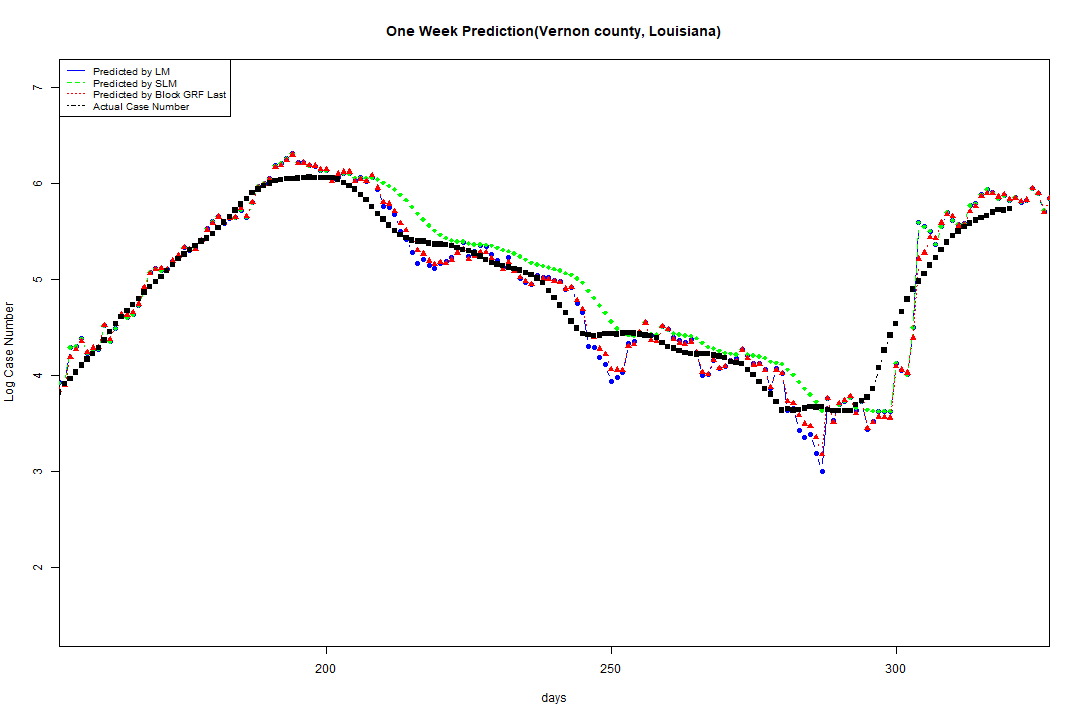 One Week Prediction(Vernon county, Louisiana)
Predicted by LM
Predicted by SLM
Predicted by Block GRF Last
Actual Case Number
Log Case Number
7
6
5
4
3
2
200
250
300
days